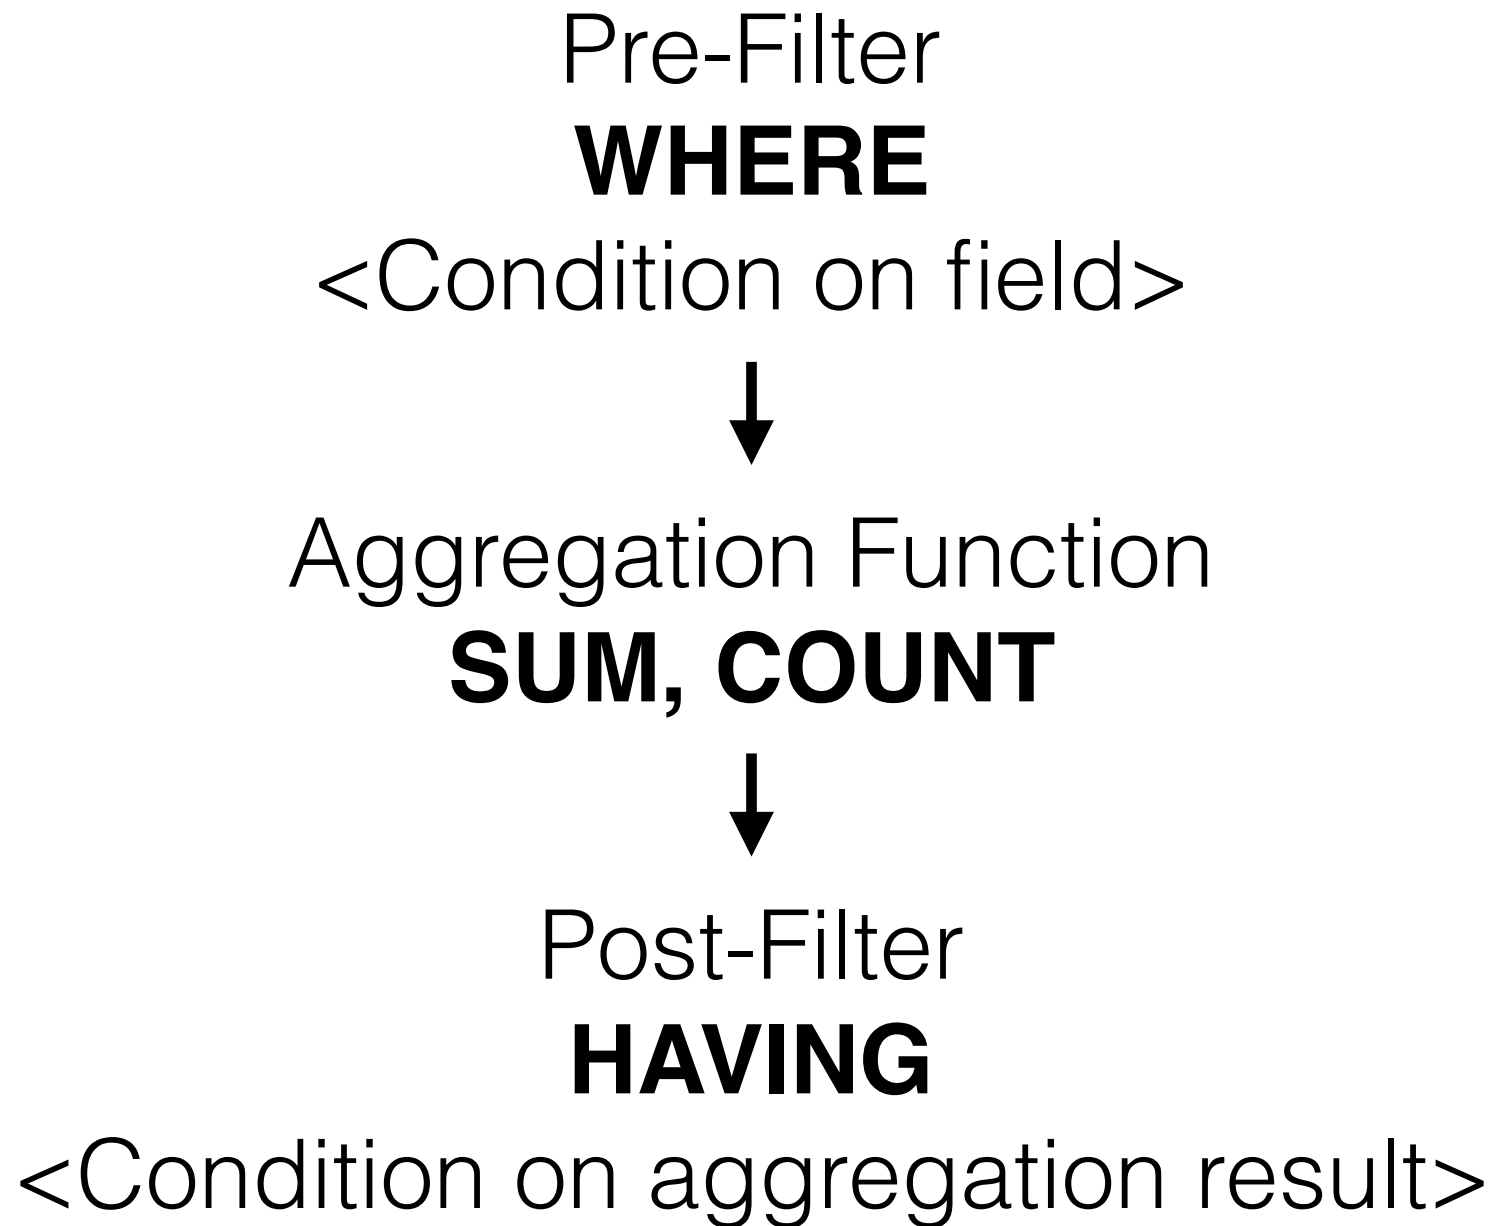 Pre-Filter
WHERE
<Condition on field>
Aggregation Function
SUM, COUNT
Post-Filter
HAVING
<Condition on aggregation result>